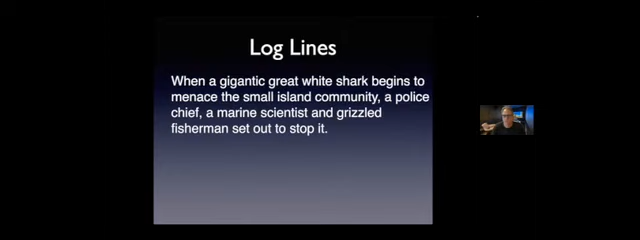 Log Lines
When a gigantic great white shark begins to
menace the small island community, a police
chief, a marine scientist and grizzled
fisherman set out to stop it.